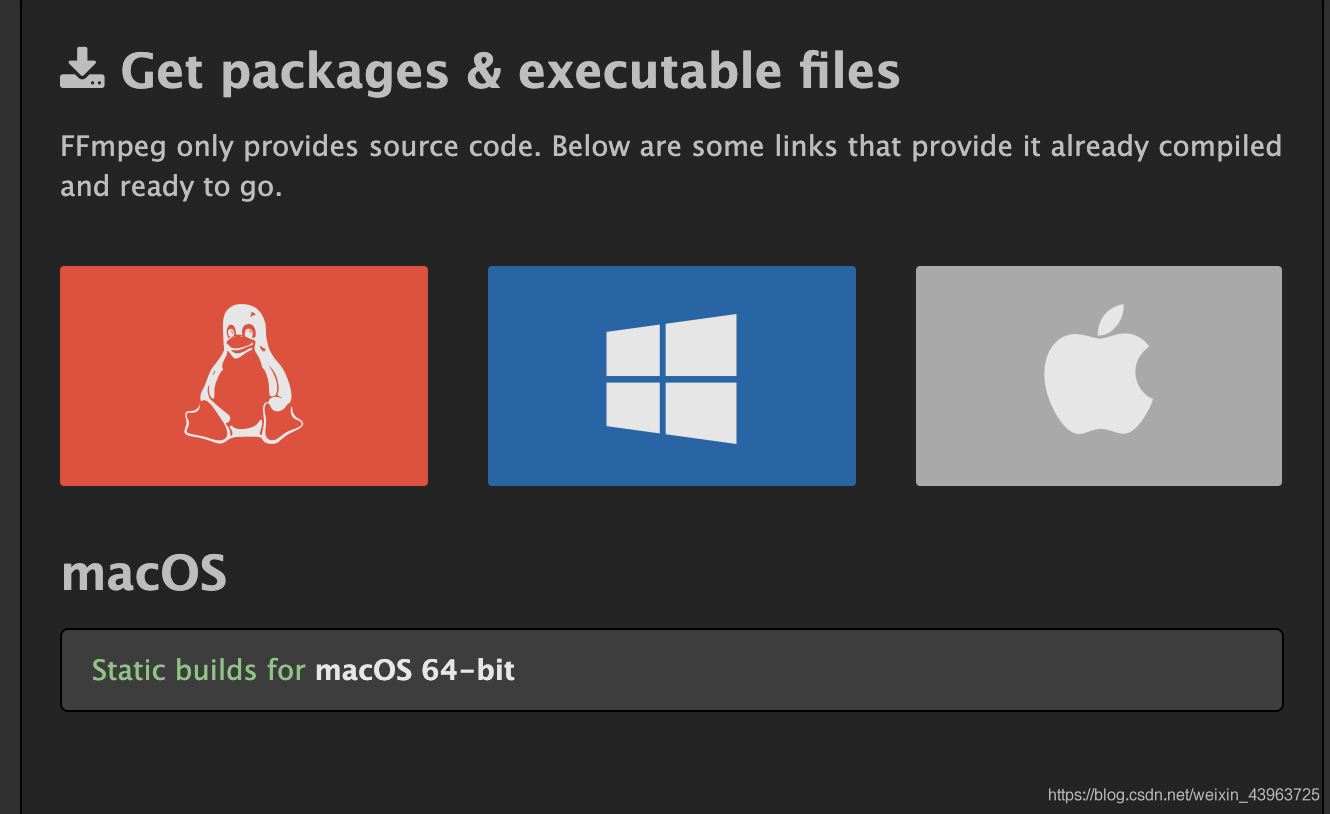 Get packages & executable files
FFmpeg only provides source code. Below are some links that provide it already compiled
and ready to go.
macOS
Static builds for macOS 64-bit
https://blog.csdn.net/weixin_43963725